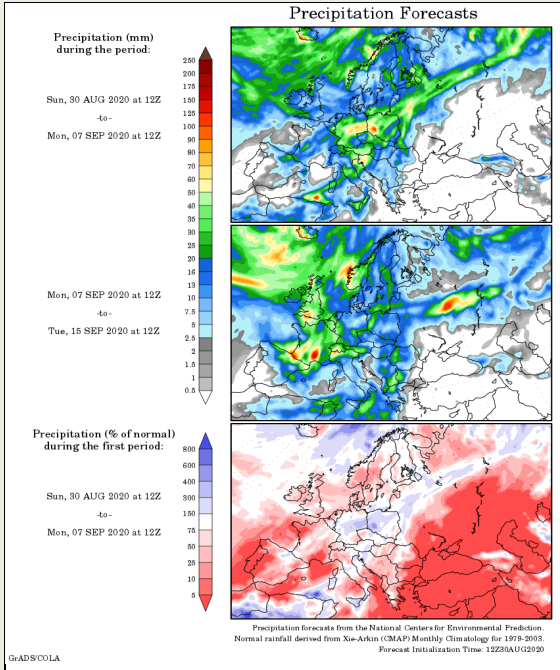 Precipitation Forecasts
Precipitation (mm)
during the period:
Sun, 30 AUG 2020 at 12Z
-to-
Mon, 07 SEP 2020 at 12Z
250
200
175
150
125
100
90
80
70
60
50
40
35
30
25
20
16
13
10
7.5
5
2.5
2
1.5
1
0.5
Mon, 07 SEP 2020 at 12Z
-to-
Tue, 15 SEP 2020 at 12Z
Precipitation (% of normal)
during the first period:
Sun, 30 AUG 2020 at 12Z
-to-
Mon, 07 SEP 2020 at 12Z
800
600
400
300
150
75
50
25
10
5
Precipitation forecasts from the National Centers for Environmental Prediction.
Normal rainfall derived from Xie-Arkin (CMAP) Monthly Climatology for 1979-2003.
Forecast Initialization Time: 12Z30AUG2020
GrADS/COLA